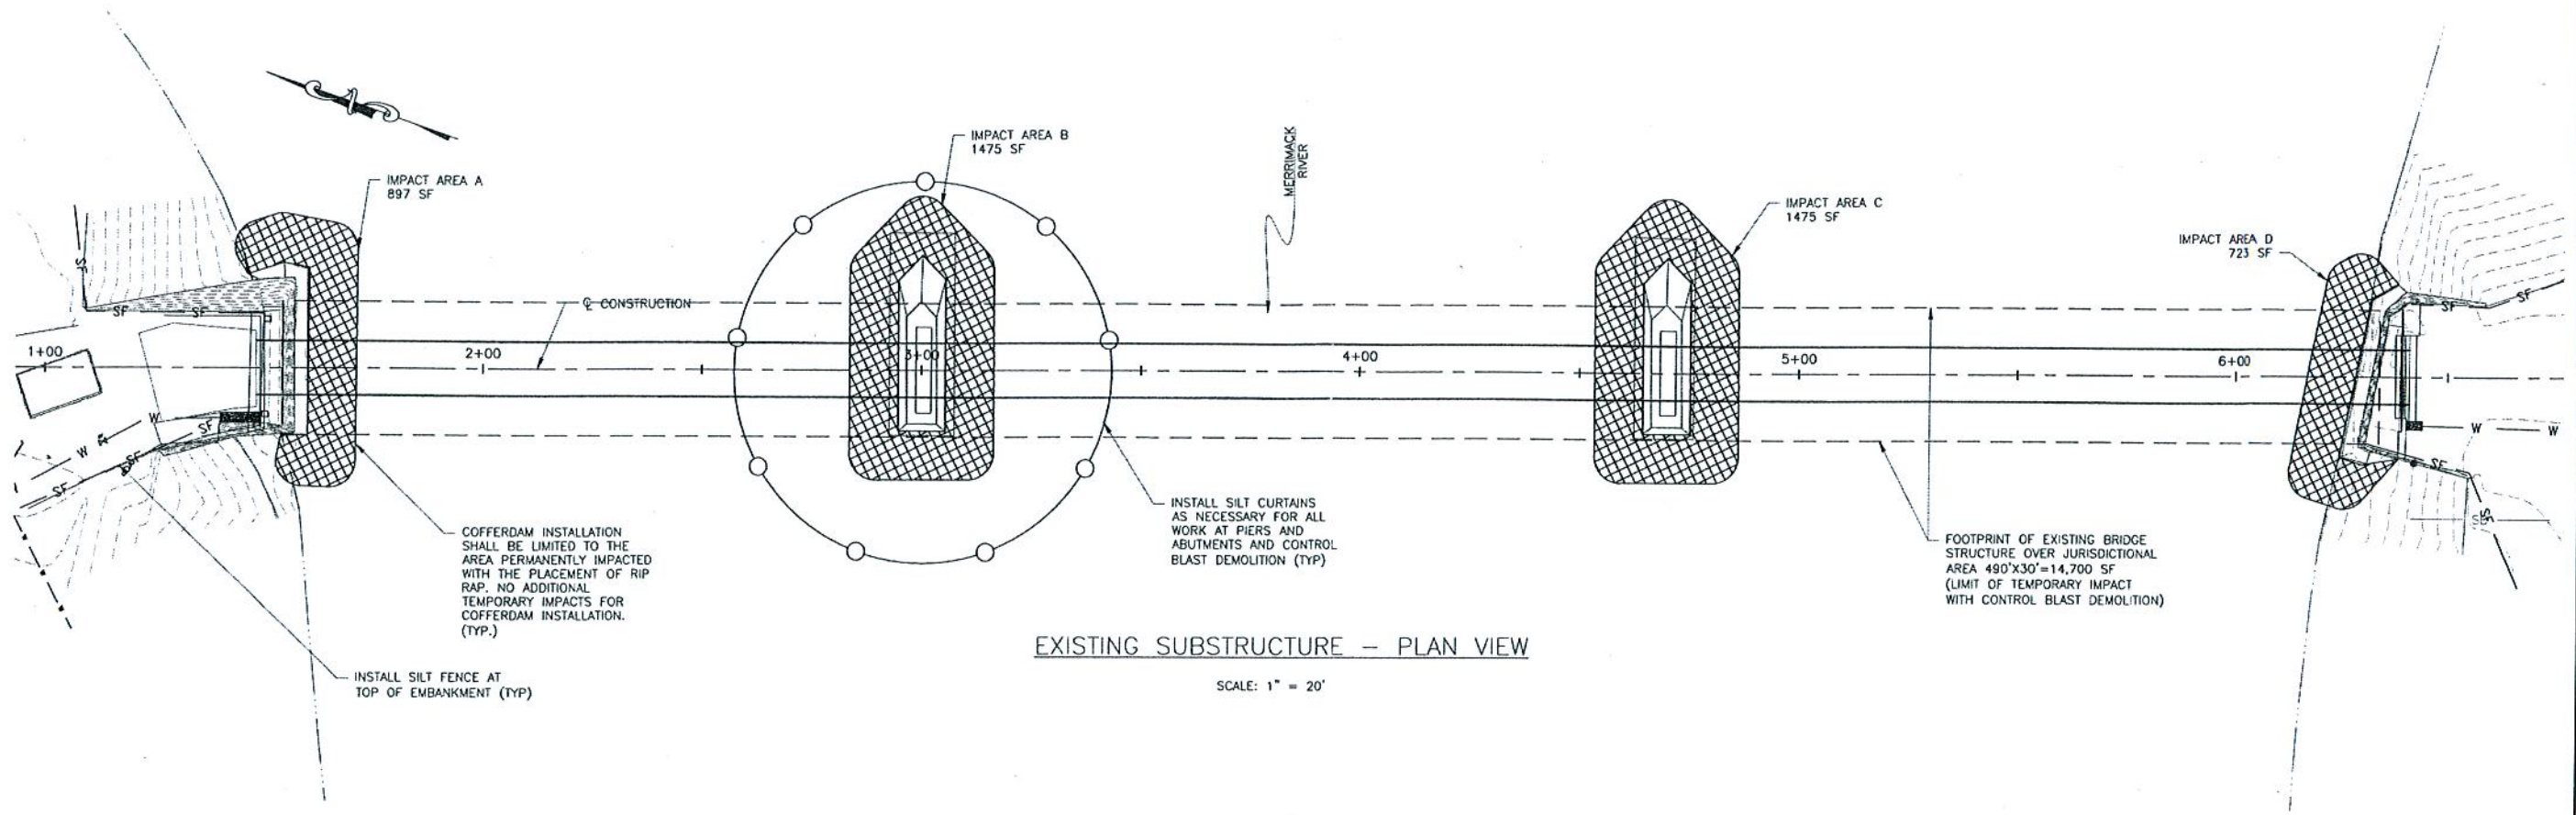 IMPACT AREA B
1475 SF
MERRIMACK
RIVER
IMPACT AREA A
897 SF
IMPACT AREA C
1475 SF
IMPACT AREA D
723 SF
SF
℄ CONSTRUCTION
SF
SF
SF
SF
1+00
2+00
3+00
4+00
5+00
6+00
W
W
SF
SF
SF
W
W
SF
INSTALL SILT CURTAINS
AS NECESSARY FOR ALL
WORK AT PIERS AND
ABUTMENTS AND CONTROL
BLAST DEMOLITION (TYP)
COFFERDAM INSTALLATION
SHALL BE LIMITED TO THE
AREA PERMANENTLY IMPACTED
WITH THE PLACEMENT OF RIP
RAP. NO ADDITIONAL
TEMPORARY IMPACTS FOR
COFFERDAM INSTALLATION.
(TYP.)
FOOTPRINT OF EXISTING BRIDGE
STRUCTURE OVER JURISDICTIONAL
AREA 490'X30'=14,700 SF
(LIMIT OF TEMPORARY IMPACT
WITH CONTROL BLAST DEMOLITION)
EXISTING SUBSTRUCTURE – PLAN VIEW
SCALE: 1" = 20'
INSTALL SILT FENCE AT
TOP OF EMBANKMENT (TYP)